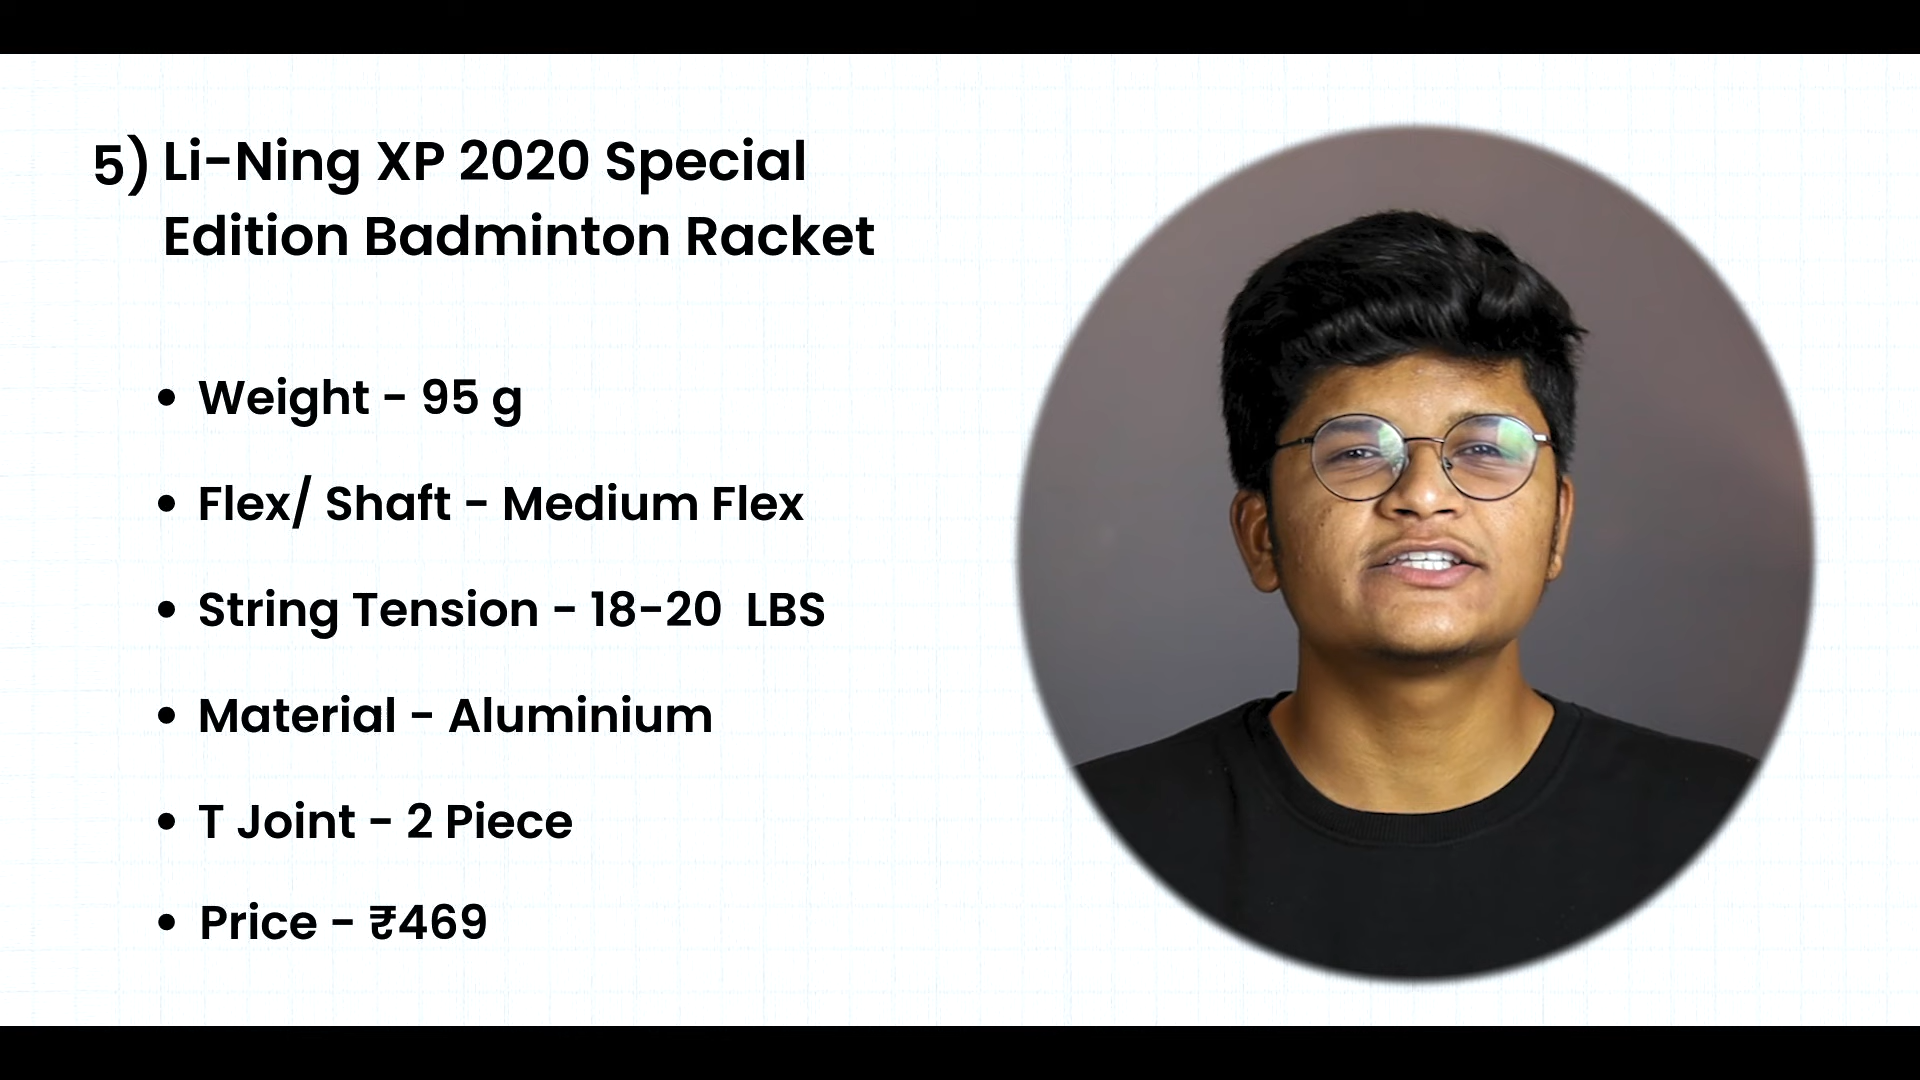 5) Li-Ning XP 2020 Special
Edition Badminton Racket
• Weight - 95 g
• Flex/ Shaft - Medium Flex
• String Tension - 18-20 LBS
• Material - Aluminium
• T Joint - 2 Piece
• Price - ₹469